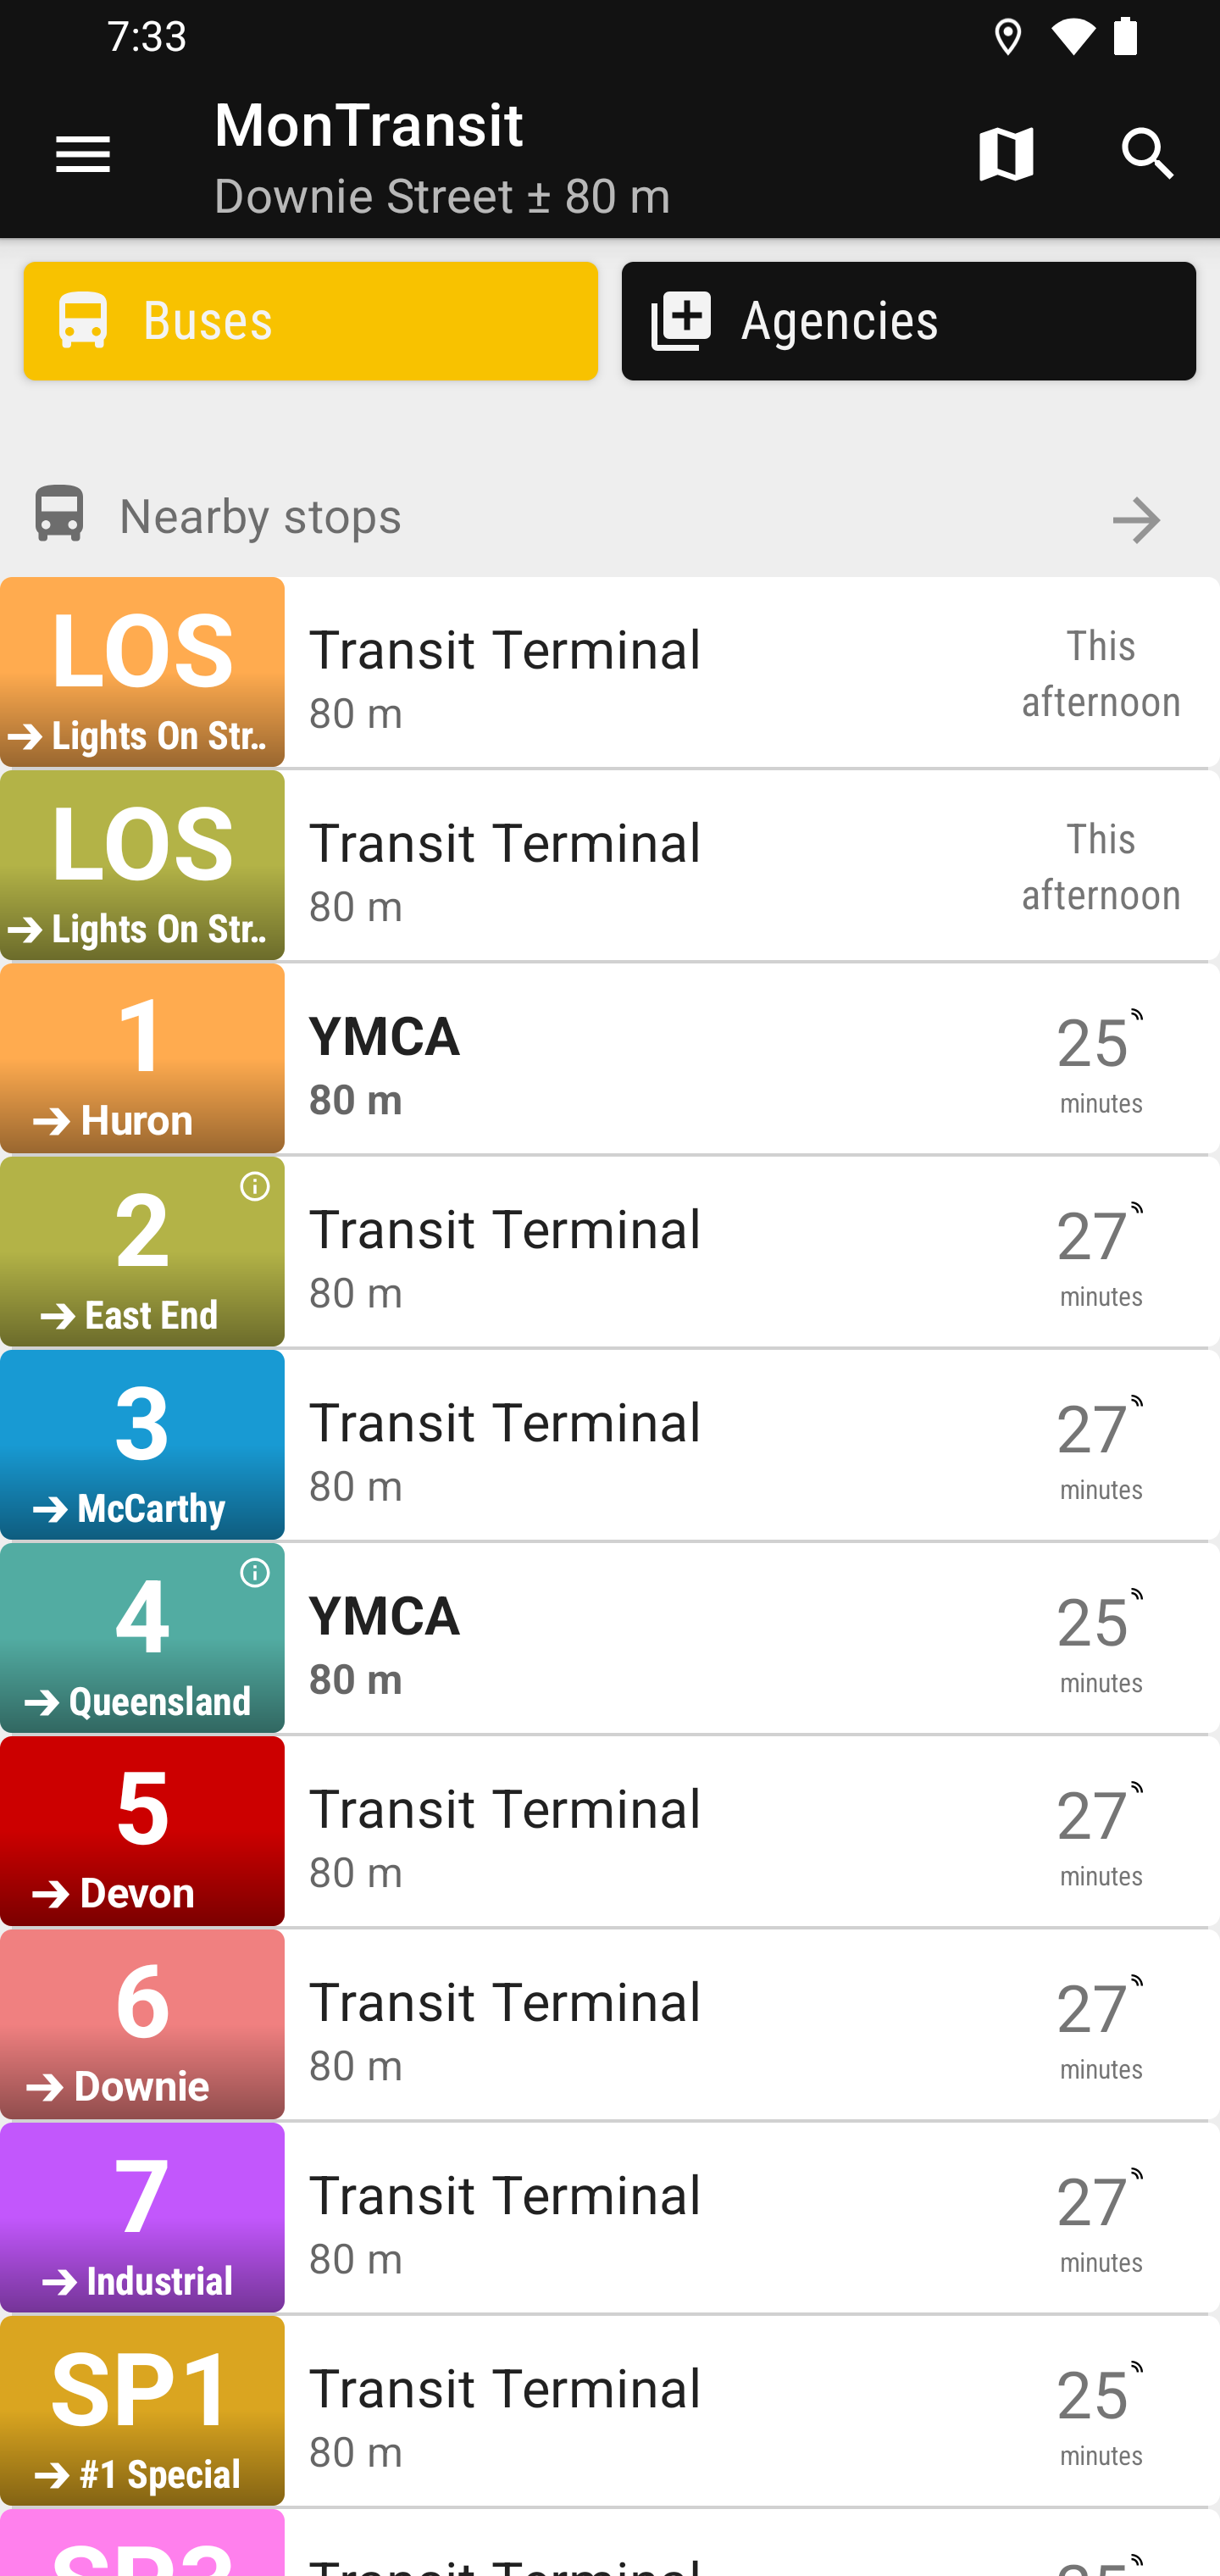 7:33
MonTransit
Downie Street ± 80 m
Buses
Agencies
Nearby stops
LOS
→ Lights On Str..
Transit Terminal
80 m
This
afternoon
LOS
→ Lights On Str..
Transit Terminal
80 m
This
afternoon
1
→ Huron
YMCA
80 m
25
minutes
2
→ East End
Transit Terminal
80 m
27
minutes
3
→ McCarthy
Transit Terminal
80 m
27
minutes
4
→ Queensland
YMCA
80 m
25
minutes
5
→ Devon
Transit Terminal
80 m
27
minutes
6
→ Downie
Transit Terminal
80 m
27
minutes
7
→ Industrial
Transit Terminal
80 m
27
minutes
SP1
→ #1 Special
Transit Terminal
80 m
25
minutes
Transit Terminal